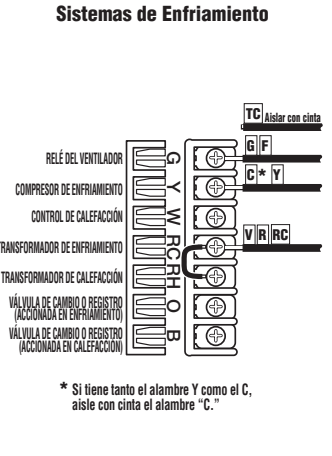 Sistemas de Enfriamiento
TC Aislar con cinta
G F
C* Y
V R RC
RELÉ DEL VENTILADOR
COMPRESOR DE ENFRIAMIENTO
CONTROL DE CALEFACCIÓN
TRANSFORMADOR DE ENFRIAMIENTO
TRANSFORMADOR DE CALEFACCIÓN
VÁLVULA DE CAMBIO O REGISTRO
(ACCIONADA EN ENFRIAMIENTO)
VÁLVULA DE CAMBIO O REGISTRO
(ACCIONADA EN CALEFACCIÓN)
G
Y
W
RC
RH
O
B
* Si tiene tanto el alambre Y como el C,
aisle con cinta el alambre “C.”